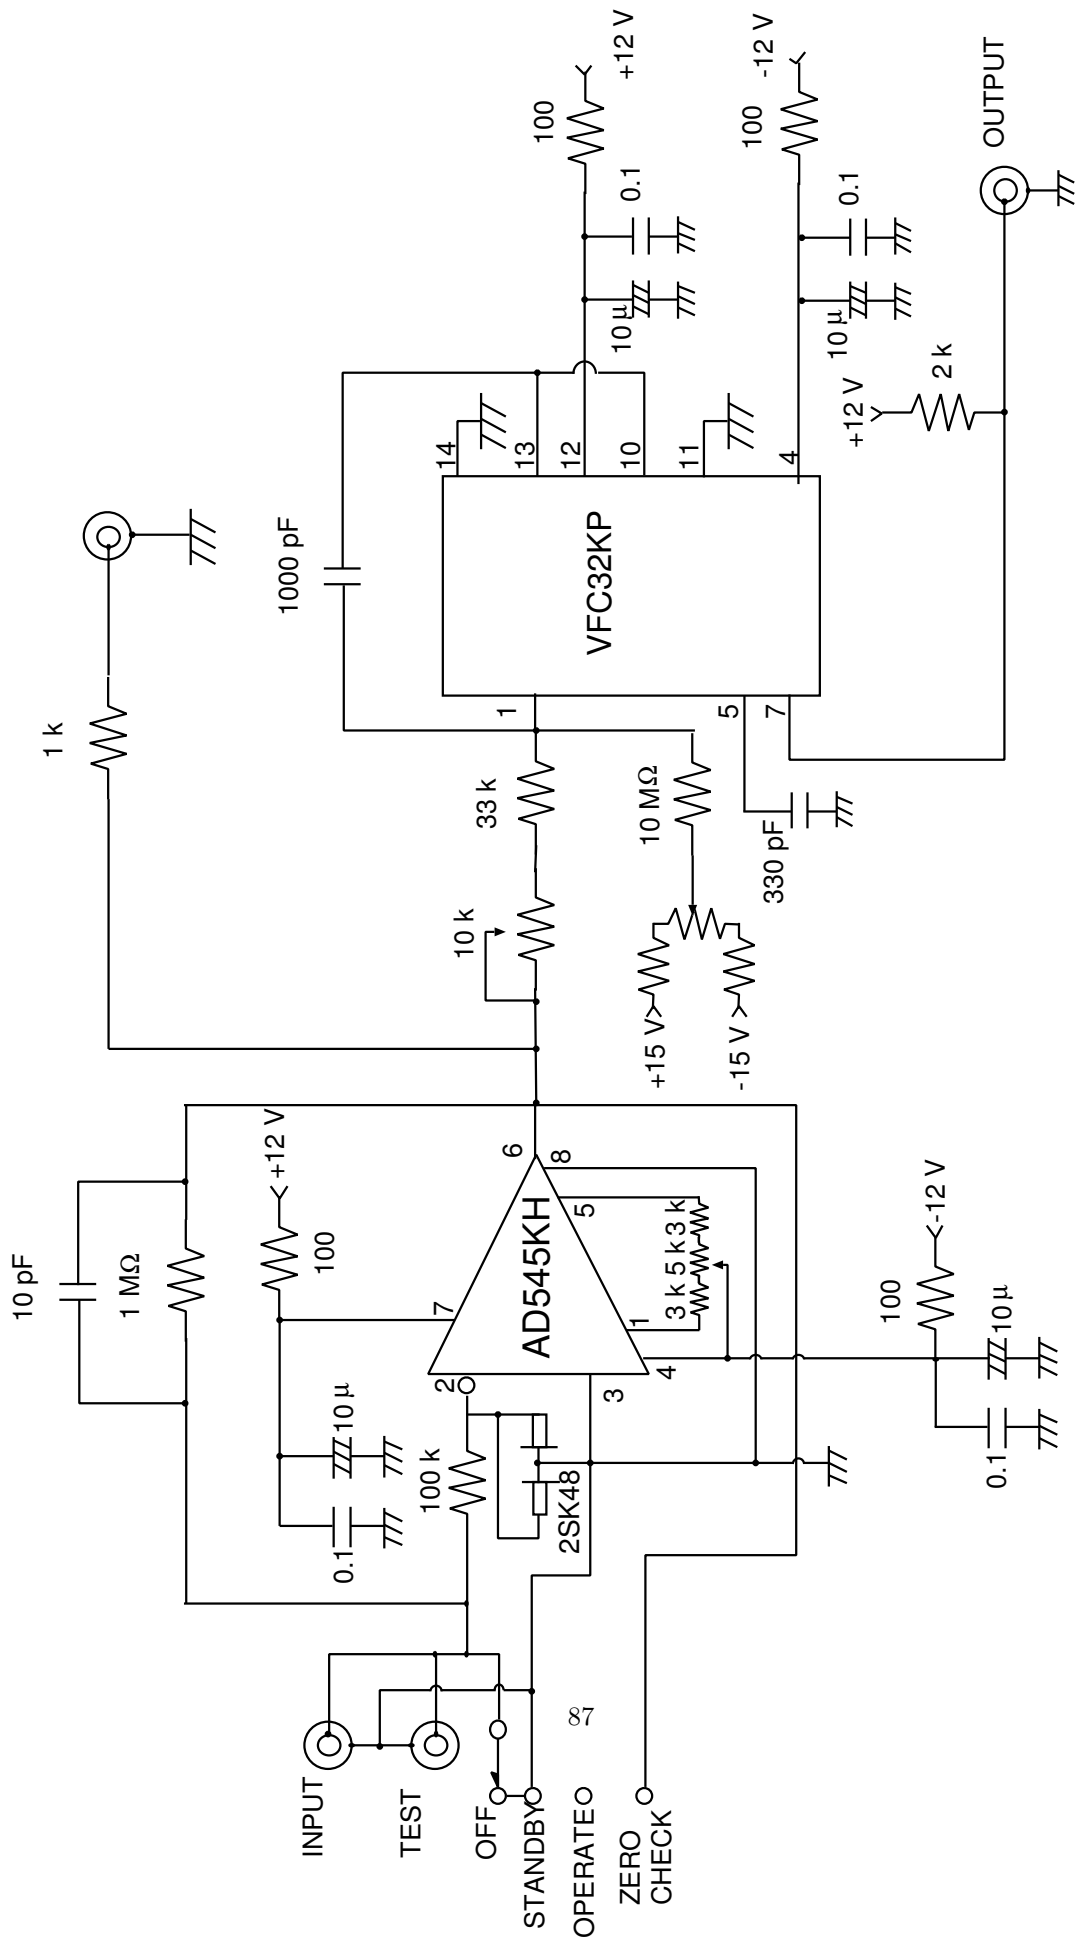 INPUT
TEST
OFF
STANDBY
OPERATE
ZERO
CHECK
10 pF
1 MΩ
+12 V
100
10 μ
0.1
100 k
2SK48
2
7
AD545KH
6
8
5
3 k 5 k 3 k
1
4
3
100
-12 V
10 μ
0.1
1 k
10 k
33 k
+15 V
-15 V
10 MΩ
330 pF
1000 pF
1
5
7
VFC32KP
14
13
12
10
11
4
100
+12 V
0.1
10 μ
100
-12 V
0.1
10 μ
+12 V
2 k
OUTPUT
87